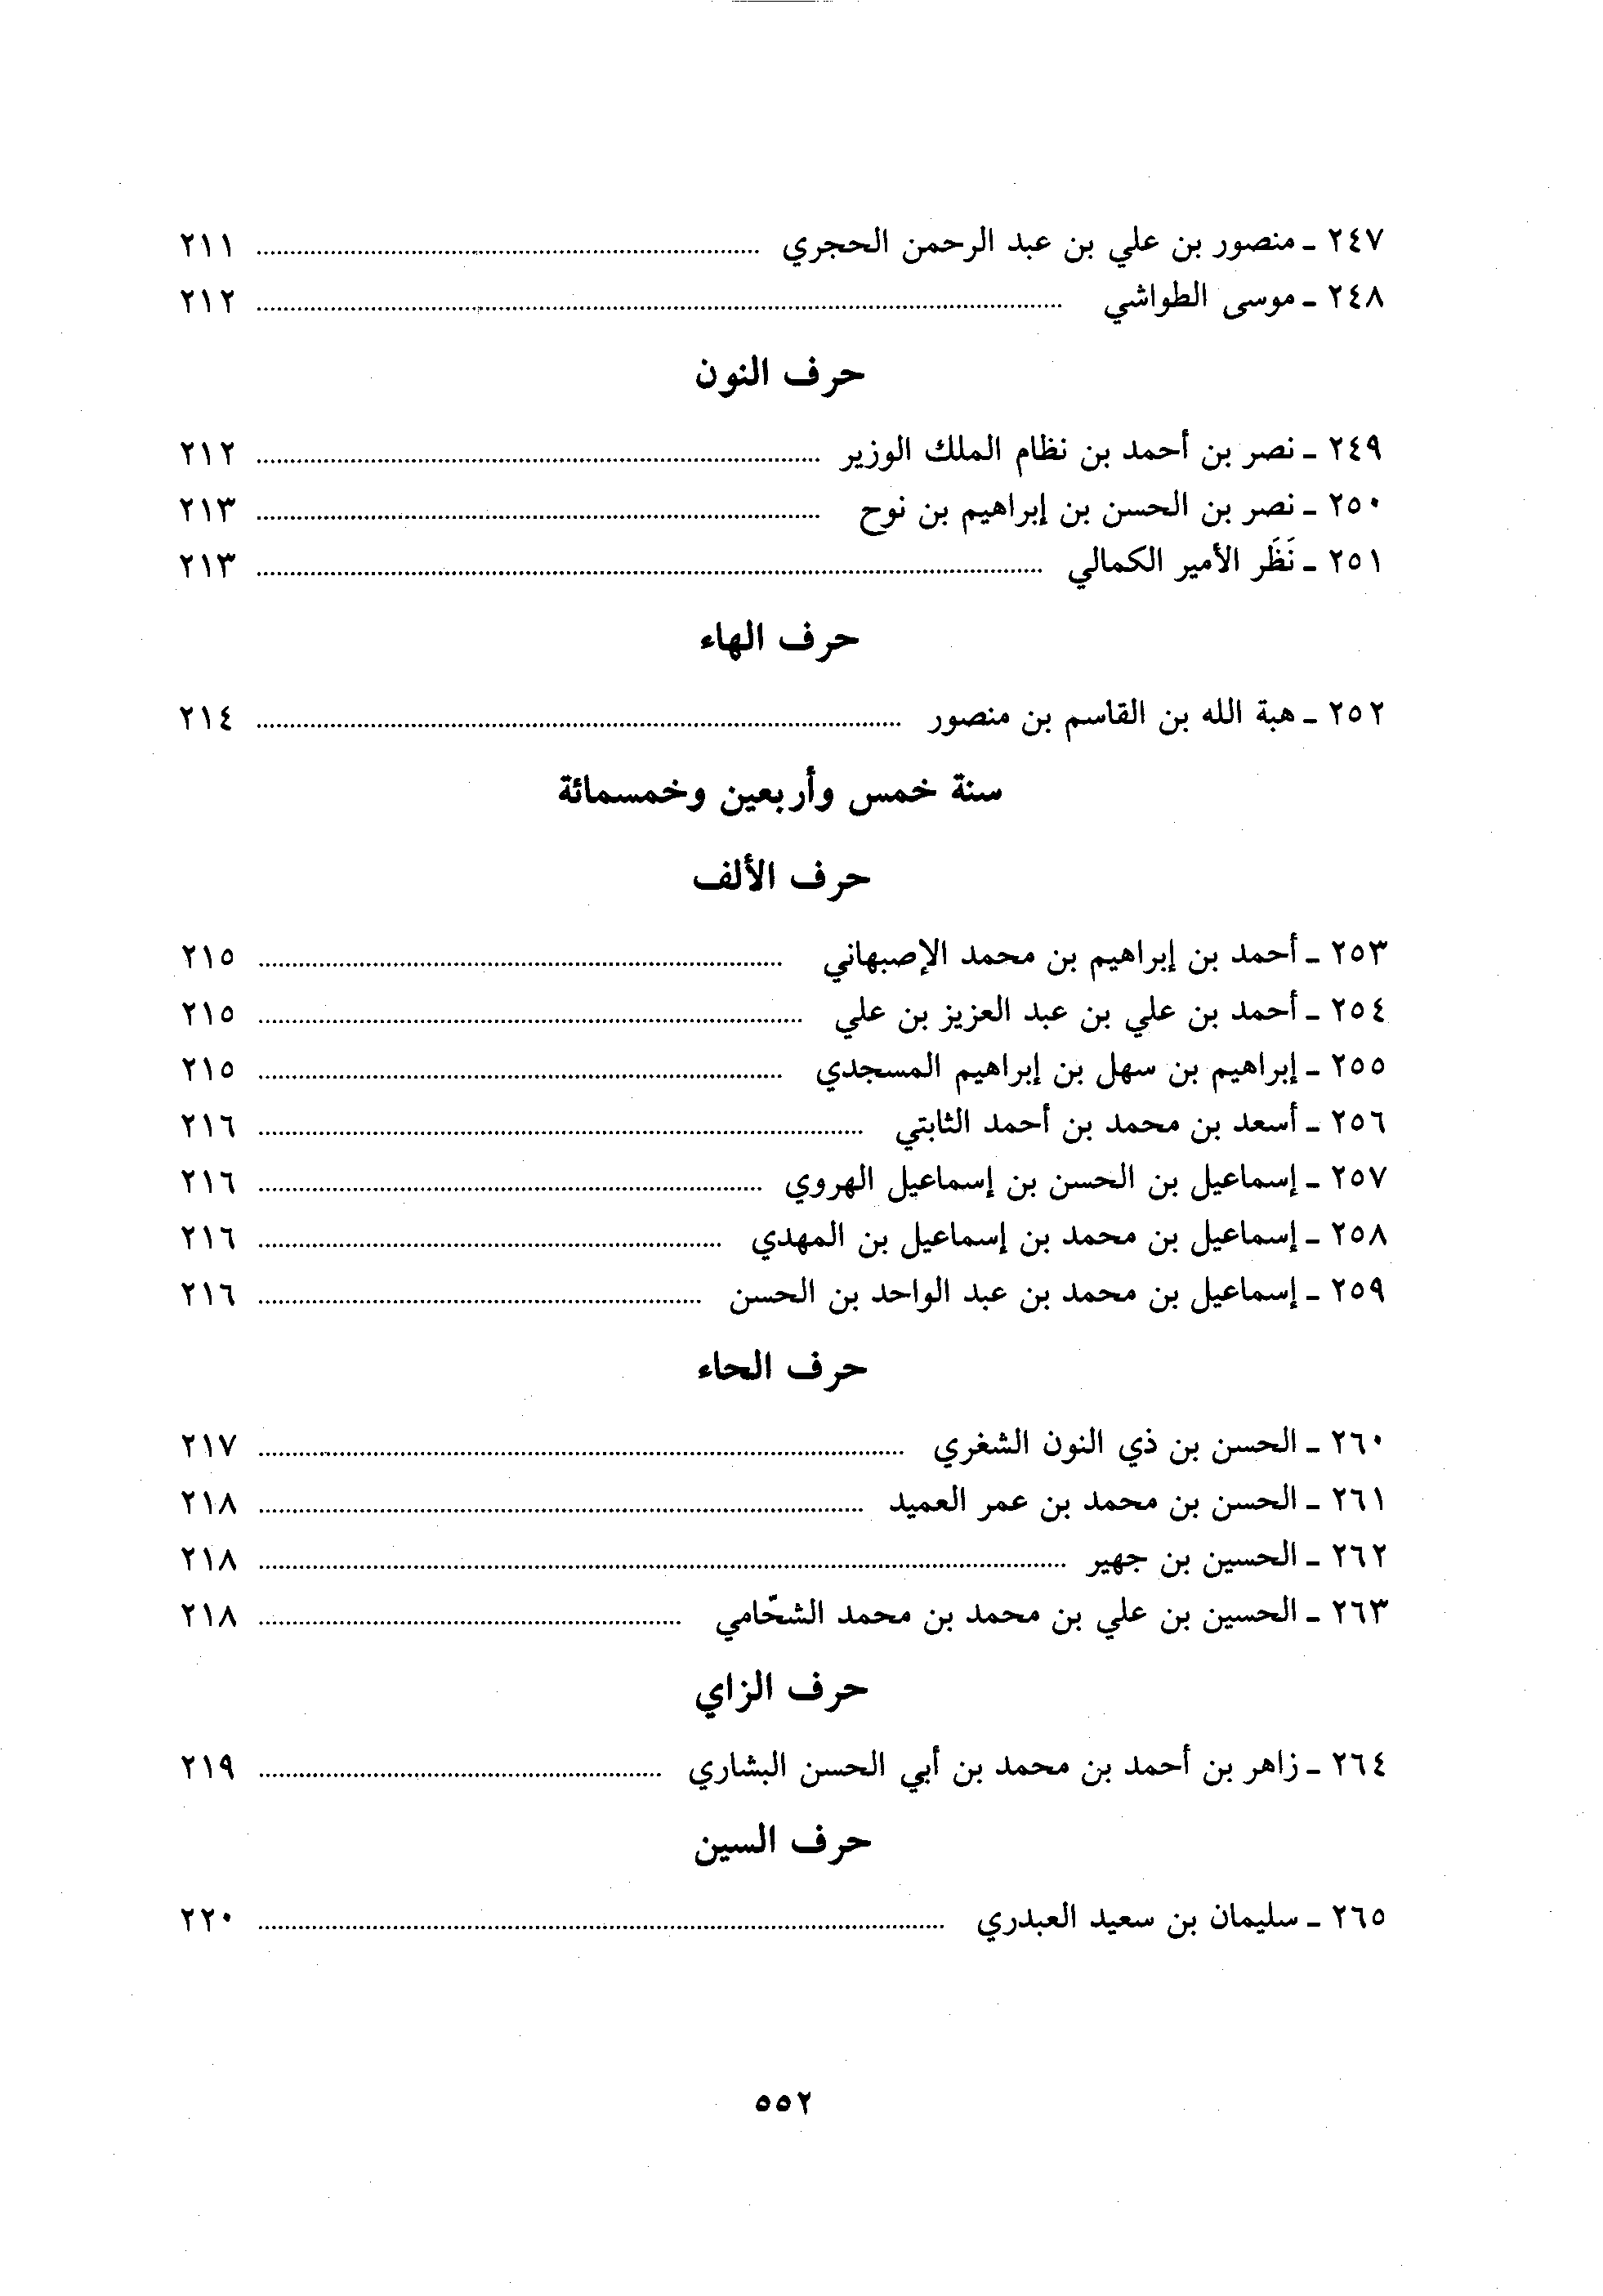 ٢٤٧ ـ منصور بن علي بن عبد الرحمن الحجري ........ ٢١١
٢٤٨ ـ موسى الطواشي ........ ٢١٢
حرف النون
٢٤٩ ـ نصر بن أحمد بن نظام الملك الوزير ........ ٢١٢
٢٥٠ ـ نصر بن الحسن بن إبراهيم بن نوح ........ ٢١٣
٢٥١ ـ نَظَر الأمير الكمالي ........ ٢١٣
حرف الهاء
٢٥٢ ـ هبة الله بن القاسم بن منصور ........ ٢١٤
سنة خمس وأربعين وخمسمائة
حرف الألف
٢٥٣ ـ أحمد بن إبراهيم بن محمد الإصبهاني ........ ٢١٥
٢٥٤ ـ أحمد بن علي بن عبد العزيز بن علي ........ ٢١٥
٢٥٥ ـ إبراهيم بن سهل بن إبراهيم المسجدي ........ ٢١٥
٢٥٦ ـ أسعد بن محمد بن أحمد الثابتي ........ ٢١٦
٢٥٧ ـ إسماعيل بن الحسن بن إسماعيل الهروي ........ ٢١٦
٢٥٨ ـ إسماعيل بن محمد بن إسماعيل بن المهدي ........ ٢١٦
٢٥٩ ـ إسماعيل بن محمد بن عبد الواحد بن الحسن ........ ٢١٦
حرف الحاء
٢٦٠ ـ الحسن بن ذي النون الشغري ........ ٢١٧
٢٦١ ـ الحسن بن محمد بن عمر العميد ........ ٢١٨
٢٦٢ ـ الحسين بن جهير ........ ٢١٨
٢٦٣ ـ الحسين بن علي بن محمد بن محمد الشحّامي ........ ٢١٨
حرف الزاي
٢٦٤ ـ زاهر بن أحمد بن محمد بن أبي الحسن البشاري ........ ٢١٩
حرف السين
٢٦٥ ـ سليمان بن سعيد العبدري ........ ٢٢٠
٥٥٢